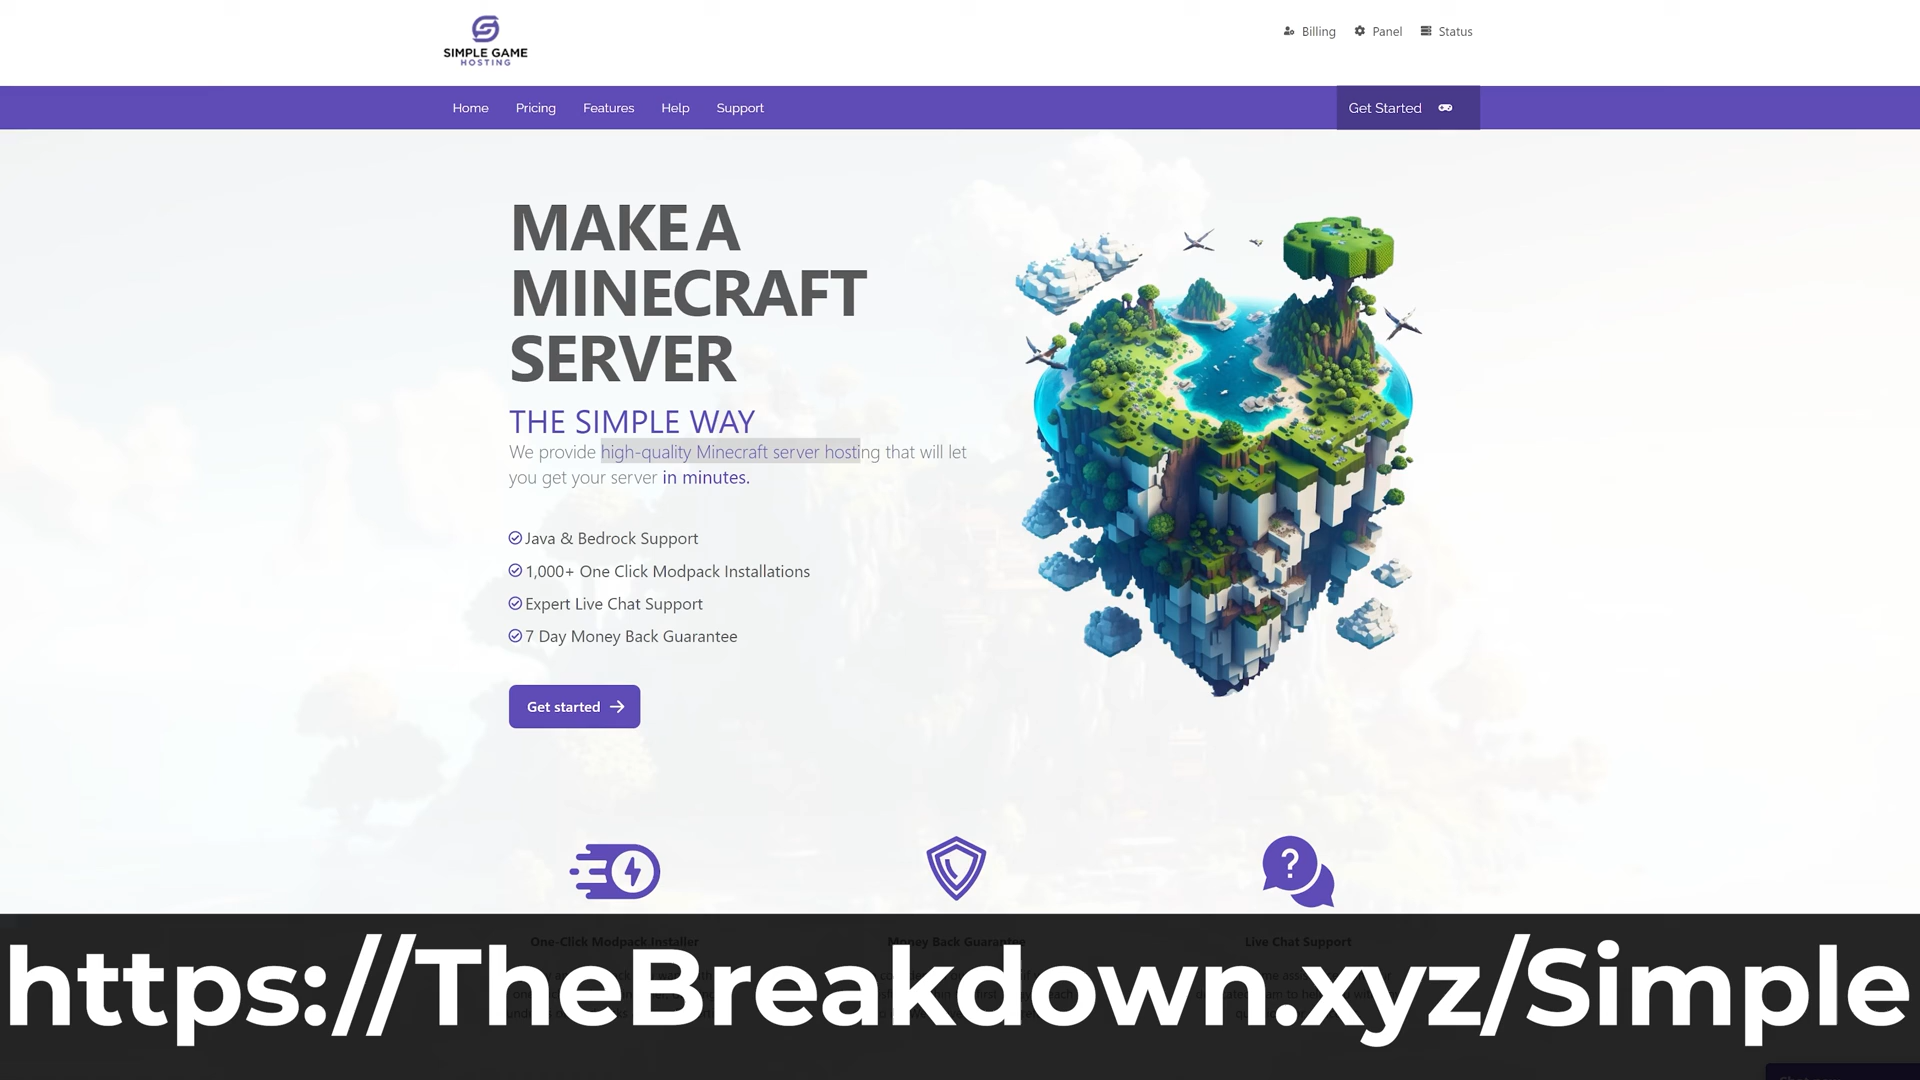 SIMPLE GAME
HOSTING
Billing
Panel
Status
Home
Pricing
Features
Help
Support
Get Started
MAKE A
MINECRAFT
SERVER
THE SIMPLE WAY
We provide high-quality Minecraft server hosting that will let
you get your server in minutes.
Java & Bedrock Support
1,000+ One Click Modpack Installations
Expert Live Chat Support
7 Day Money Back Guarantee
Get started
One-Click Modpack Installer
Money Back Guarantee
Live Chat Support
https://TheBreakdown.xyz/Simple